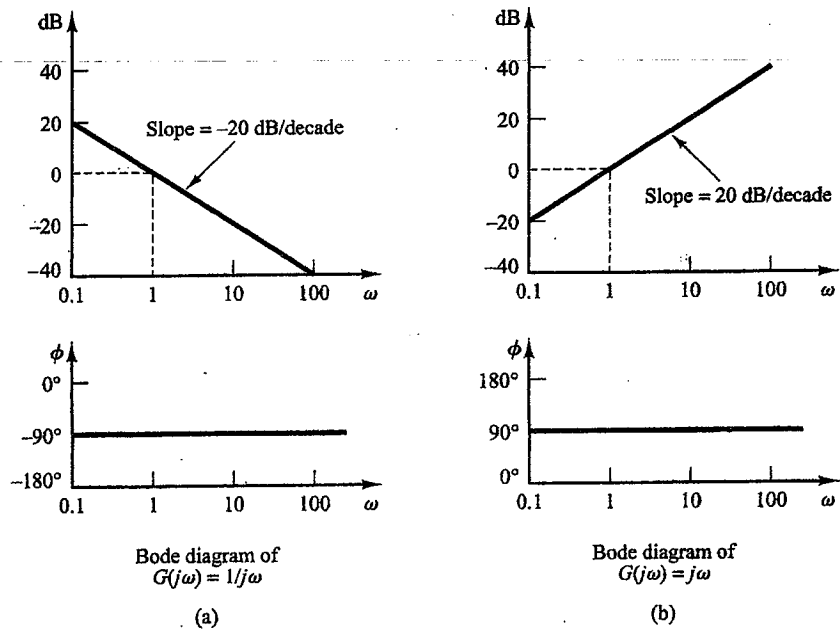 dB
40
20
0
−20
−40
Slope = −20 dB/decade
0.1 1 10 100 ω
ϕ
0°
−90°
−180°
0.1 1 10 100 ω
Bode diagram of
G(jω) = 1/jω
(a)
dB
40
20
0
−20
−40
Slope = 20 dB/decade
0.1 1 10 100 ω
ϕ
180°
90°
0°
0.1 1 10 100 ω
Bode diagram of
G(jω) = jω
(b)